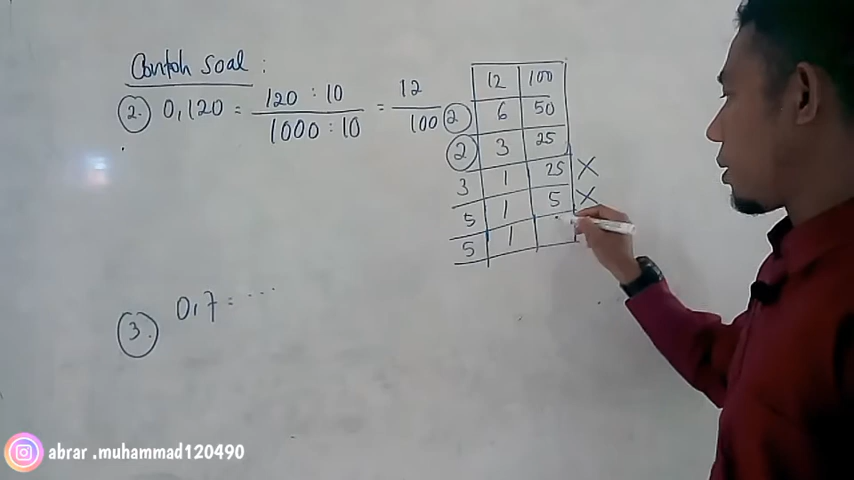 Contoh soal :
2. 0,120 = 120 : 10 / 1000 : 10 = 12 / 100
12 100
2 6 50
2 3 25
3 1 25 X
5 1 5 X
5 1
3. 0,7 = ...
abrar .muhammad120490